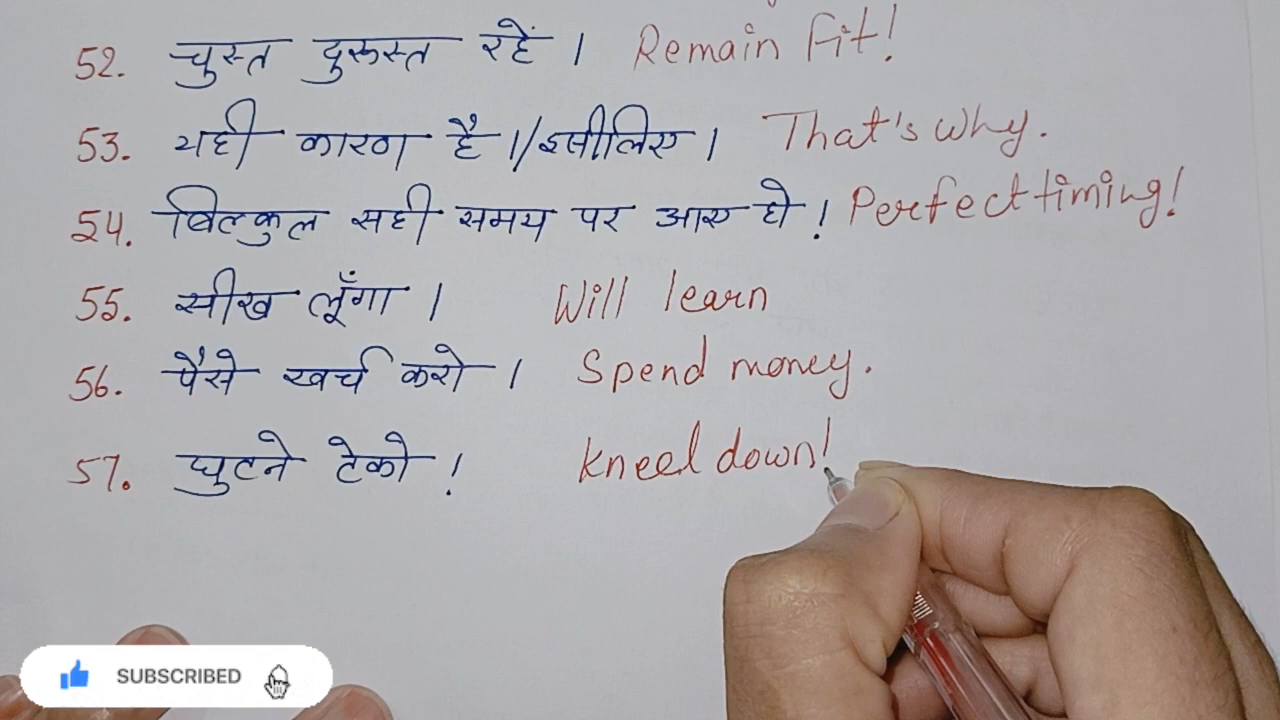 52. चुस्त दुरूस्त रहें । Remain Fit!
53. यही कारण है ।/इसीलिए । That's why.
54. बिल्कुल सही समय पर आए हो ! Perfect timing!
55. सीख लूँगा । Will learn
56. पैसे खर्च करो । Spend money.
57. घुटने टेको ! Kneel down!
SUBSCRIBED